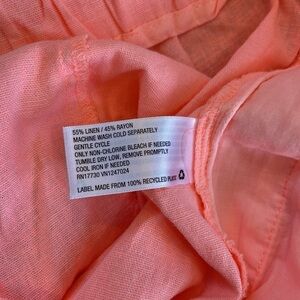 55% LINEN / 45% RAYON
MACHINE WASH COLD SEPARATELY
GENTLE CYCLE
ONLY NON-CHLORINE BLEACH IF NEEDED
TUMBLE DRY LOW, REMOVE PROMPTLY
COOL IRON IF NEEDED
RN17730 VN1247024
LABEL MADE FROM 100% RECYCLED